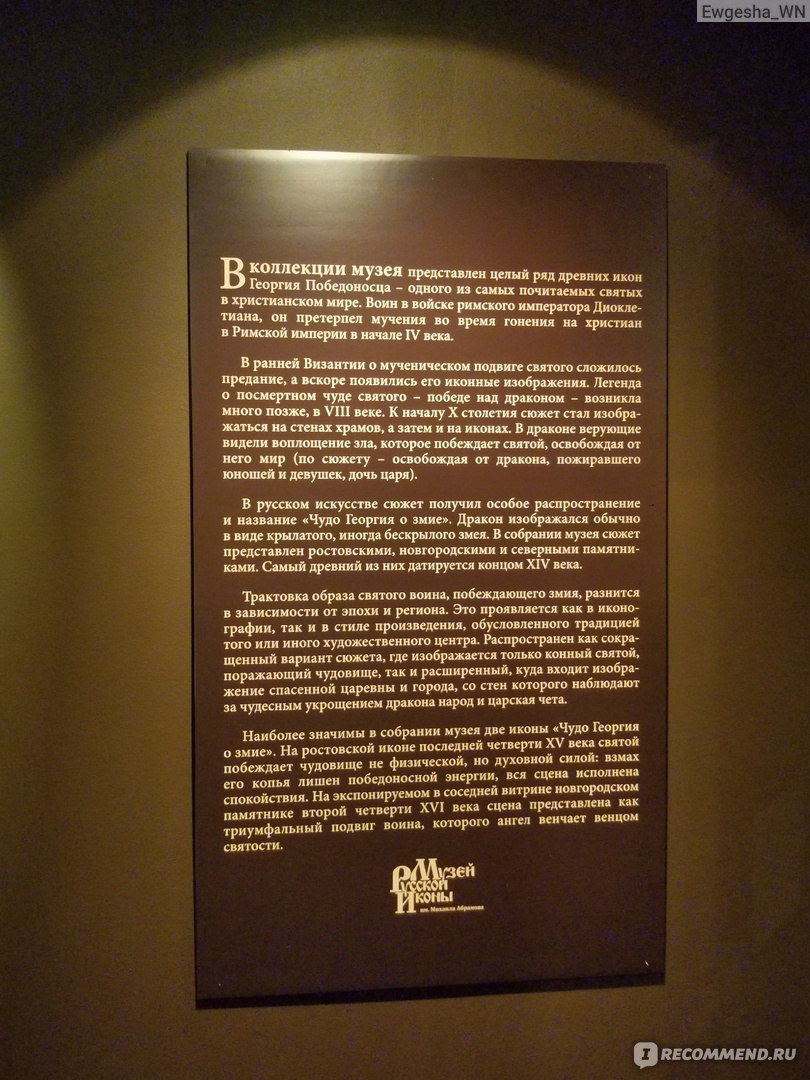 Ewgesha_WN
В коллекции музея представлен целый ряд древних икон
Георгия Победоносца – одного из самых почитаемых святых
в христианском мире. Воин в войске римского императора Диокле-
тиана, он претерпел мучения во время гонения на христиан
в Римской империи в начале IV века.
В ранней Византии о мученическом подвиге святого сложилось
предание, а вскоре появились его иконные изображения. Легенда
о посмертном чуде святого – победе над драконом – возникла
много позже, в VIII веке. К началу X столетия сюжет стал изобра-
жаться на стенах храмов, а затем и на иконах. В драконе верующие
видели воплощение зла, которое побеждает святой, освобождая от
него мир (по сюжету – освобождая от дракона, пожиравшего
юношей и девушек, дочь царя).
В русском искусстве сюжет получил особое распространение
и название «Чудо Георгия о змие». Дракон изображался обычно
в виде крылатого, иногда бескрылого змея. В собрании музея сюжет
представлен ростовскими, новгородскими и северными памятни-
ками. Самый древний из них датируется концом XIV века.
Трактовка образа святого воина, побеждающего змия, разнится
в зависимости от эпохи и региона. Это проявляется как в иконо-
графии, так и в стиле произведения, обусловленного традицией
того или иного художественного центра. Распространен как сокра-
щенный вариант сюжета, где изображается только конный святой,
поражающий чудовище, так и расширенный, куда входит изобра-
жение спасенной царевны и города, со стен которого наблюдают
за чудесным укрощением дракона народ и царская чета.
Наиболее значимы в собрании музея две иконы «Чудо Георгия
о змие». На ростовской иконе последней четверти XV века святой
побеждает чудовище не физической, но духовной силой: взмах
его копья лишен победоносной энергии, вся сцена исполнена
спокойствия. На экспонируемом в соседней витрине новгородском
памятнике второй четверти XVI века сцена представлена как
триумфальный подвиг воина, которого ангел венчает венцом
святости.
Музей
Русской
Иконы
им. Михаила Абрамова
I RECOMMEND.RU